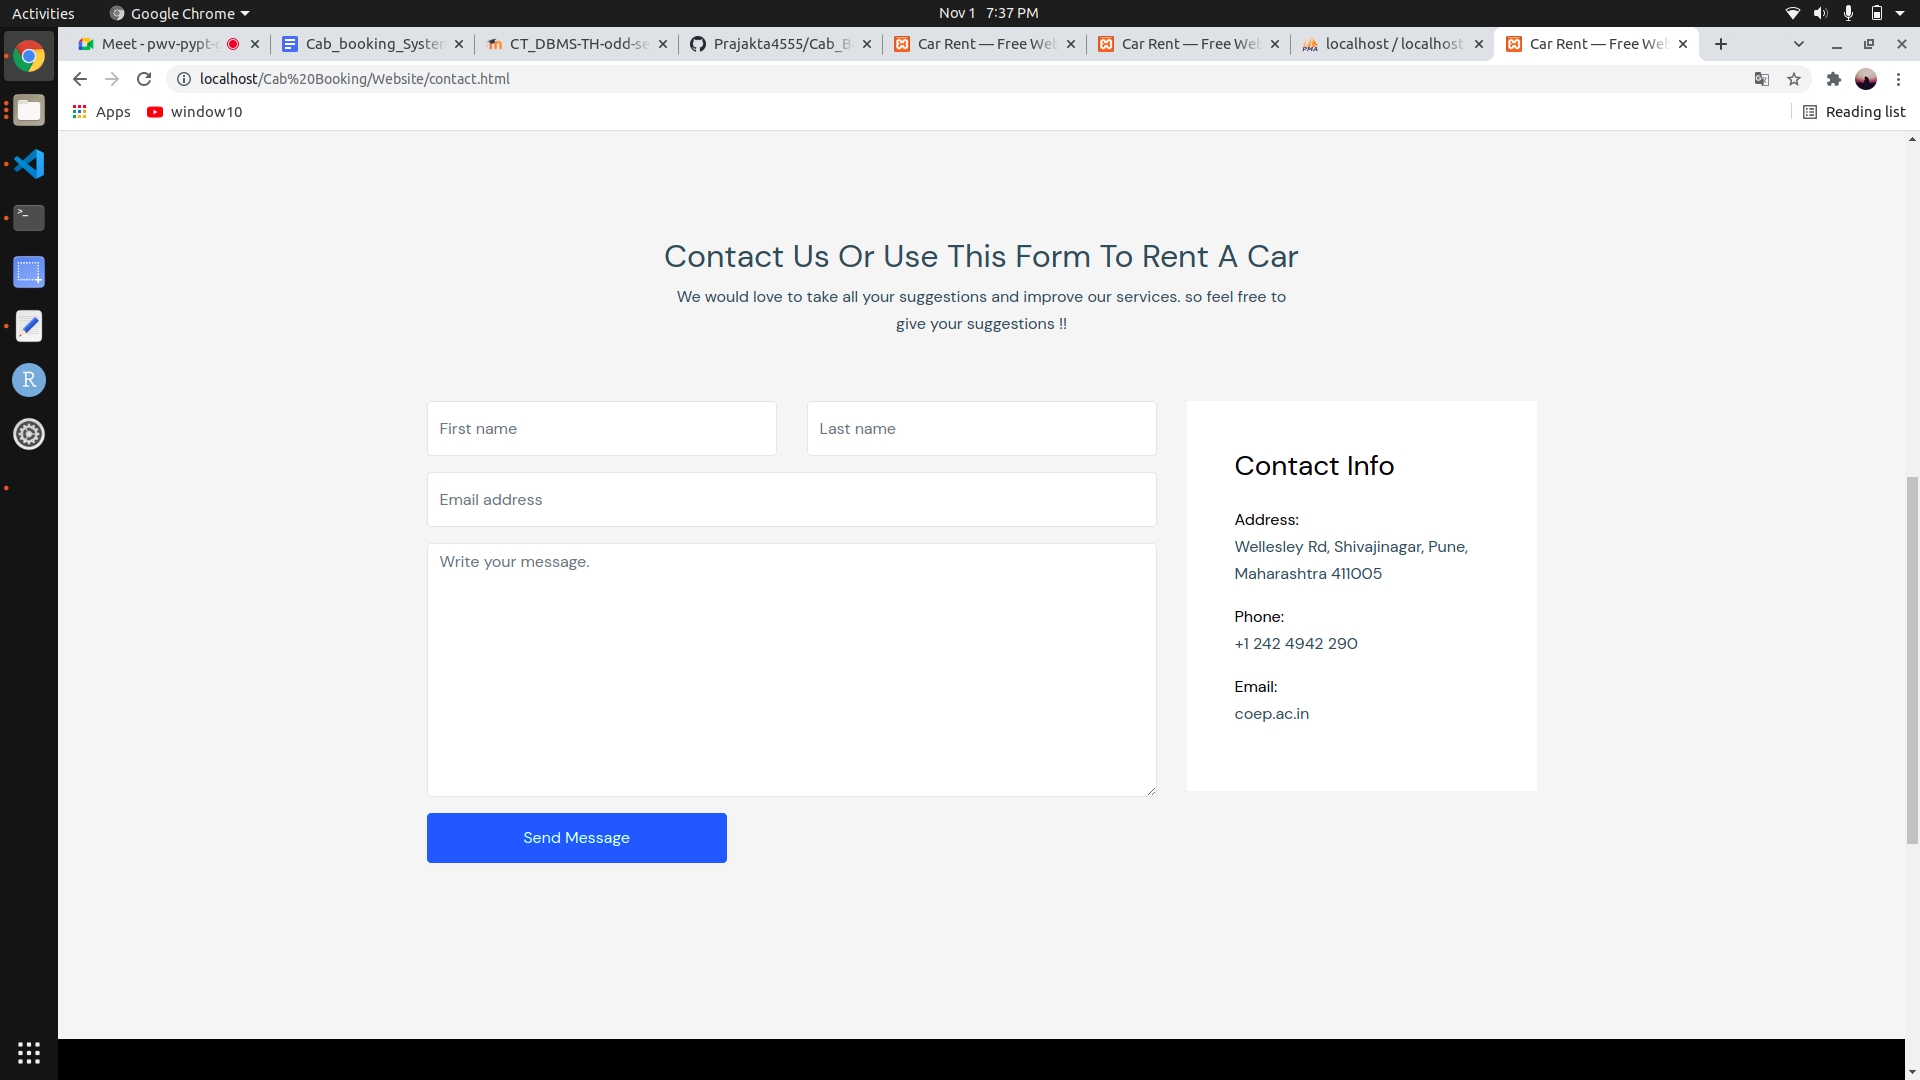 Activities
Google Chrome
Nov 1 7:37 PM
Meet - pwv-pypt-
Cab_booking_System
CT_DBMS-TH-odd-se
Prajakta4555/Cab_B
Car Rent — Free Web
Car Rent — Free Web
localhost / localhost
Car Rent — Free Web
localhost/Cab%20Booking/Website/contact.html
Apps
window10
Reading list
Contact Us Or Use This Form To Rent A Car
We would love to take all your suggestions and improve our services. so feel free to
give your suggestions !!
First name
Last name
Email address
Write your message.
Send Message
Contact Info
Address:
Wellesley Rd, Shivajinagar, Pune,
Maharashtra 411005
Phone:
+1 242 4942 290
Email:
coep.ac.in